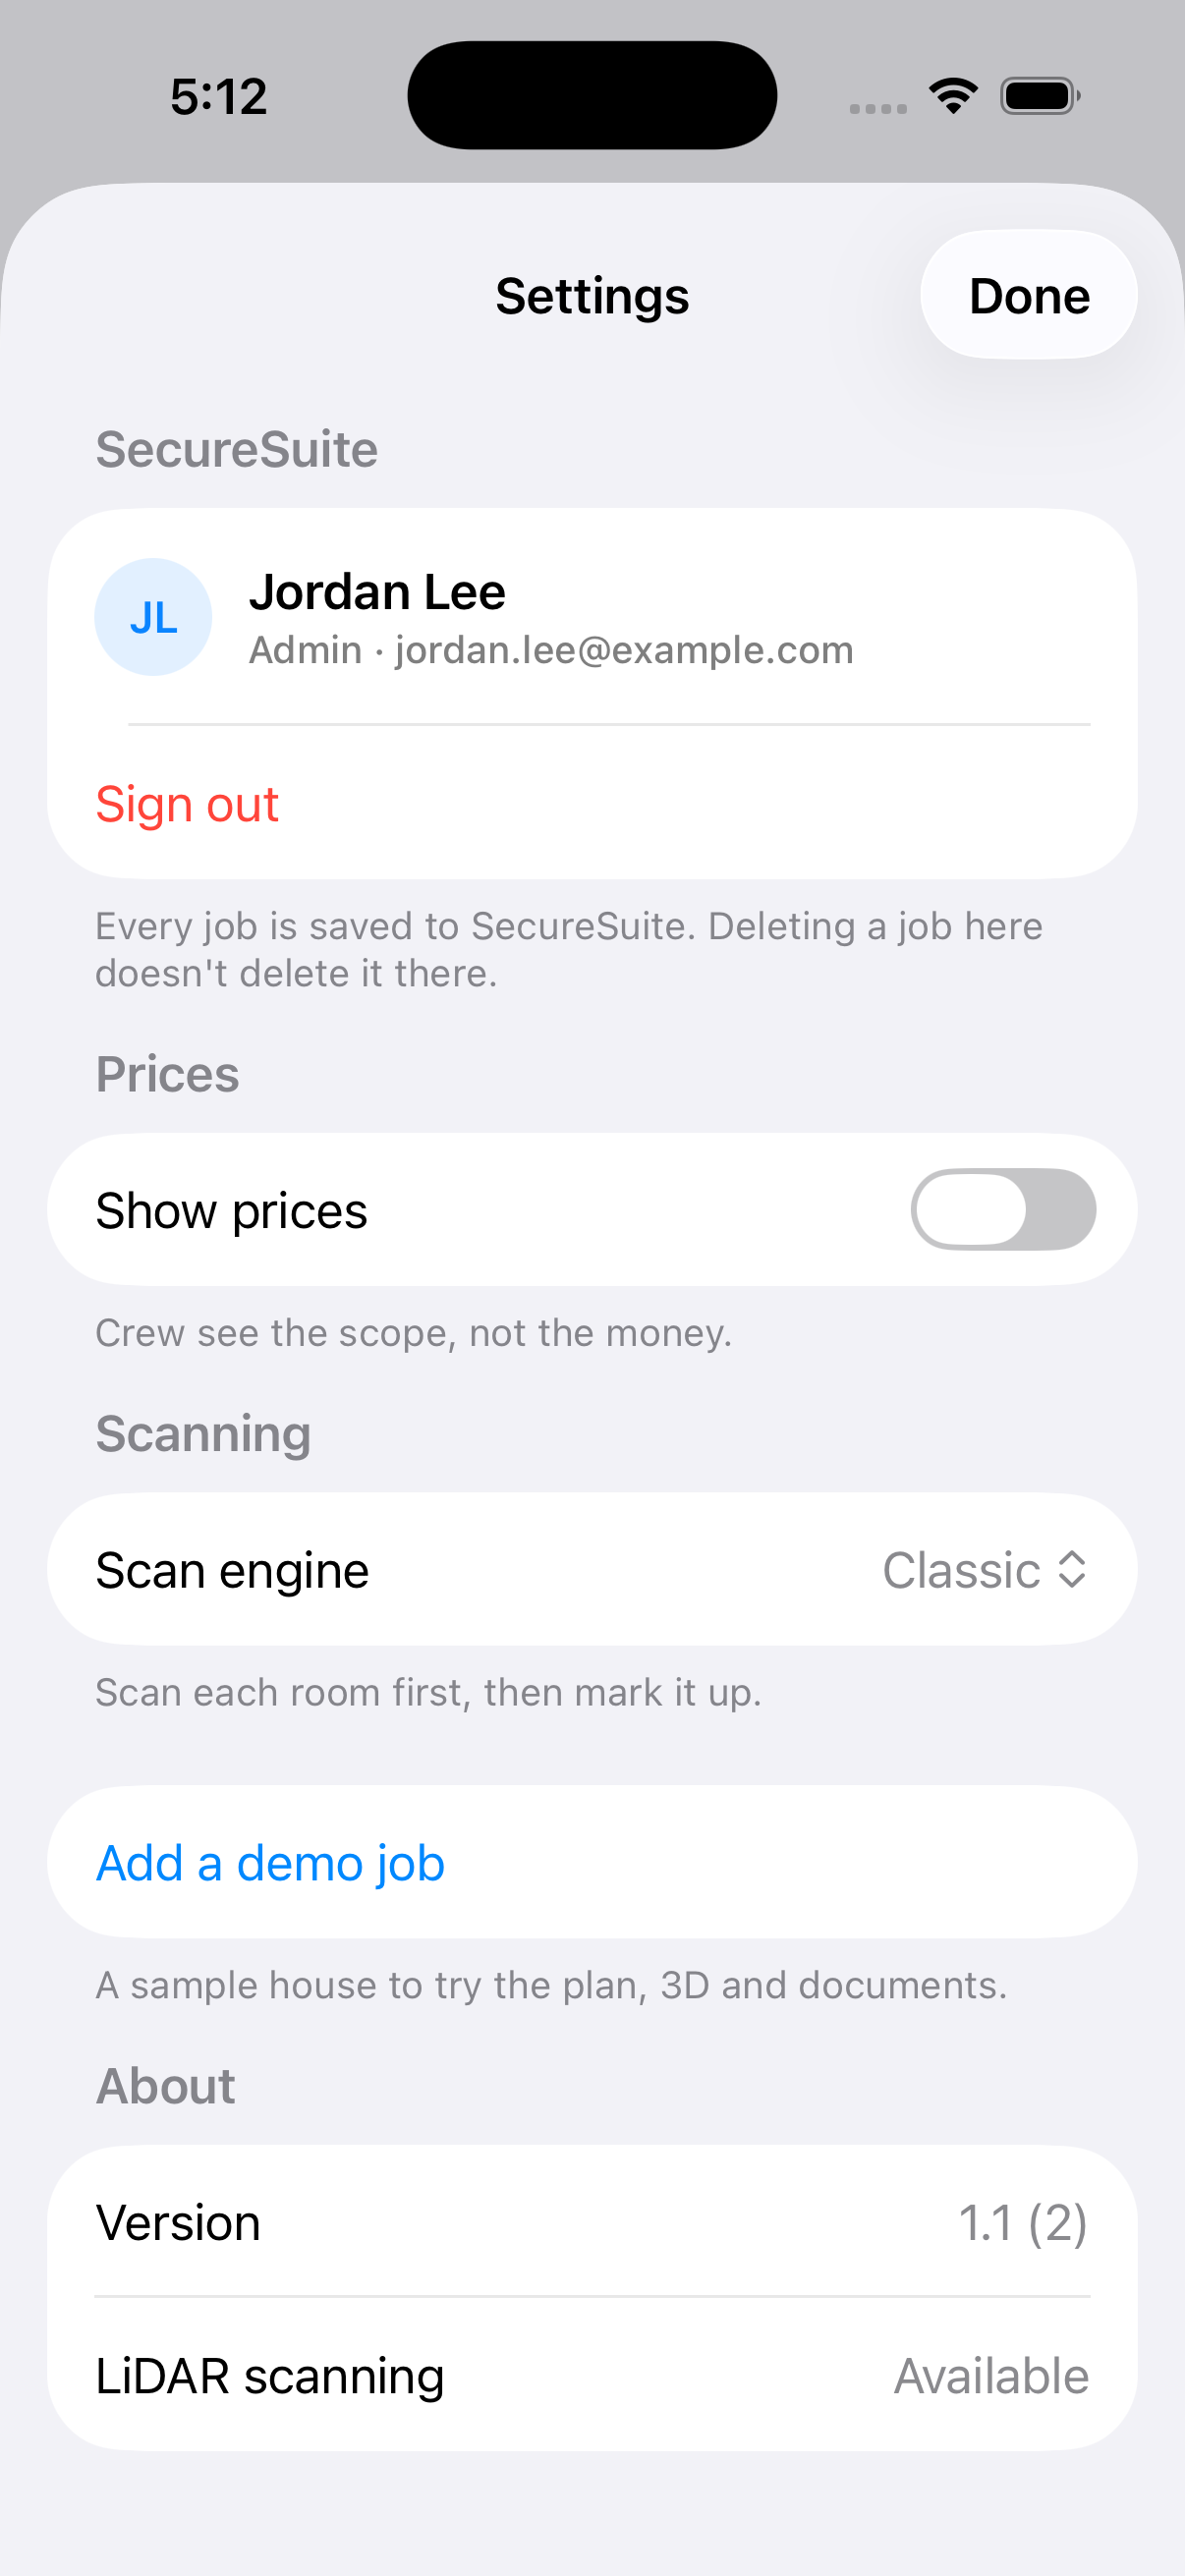 5:12
Settings
Done
SecureSuite
JL
Jordan Lee
Admin · jordan.lee@example.com
Sign out
Every job is saved to SecureSuite. Deleting a job here
doesn't delete it there.
Prices
Show prices
Crew see the scope, not the money.
Scanning
Scan engine
Classic
Scan each room first, then mark it up.
Add a demo job
A sample house to try the plan, 3D and documents.
About
Version
1.1 (2)
LiDAR scanning
Available